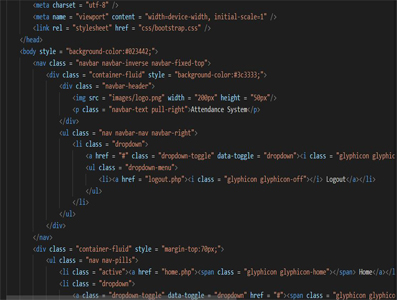 <meta charset = "utf-8" />
<meta name = "viewport" content = "width=device-width, initial-scale=1" />
<link rel = "stylesheet" href = "css/bootstrap.css" />
</head>
<body style = "background-color:#023442;">
<nav class = "navbar navbar-inverse navbar-fixed-top">
<div class = "container-fluid" style = "background-color:#3c3333;">
<div class = "navbar-header">
<img src = "images/logo.png" width = "200px" height = "50px"/>
<p class = "navbar-text pull-right">Attendance System</p>
</div>
<ul class = "nav navbar-nav navbar-right">
<li class = "dropdown">
<a href = "#" class = "dropdown-toggle" data-toggle = "dropdown"><i class = "glyphicon glyphic
<ul class = "dropdown-menu">
<li><a href = "logout.php"><i class = "glyphicon glyphicon-off"></i> Logout</a></li>
</ul>
</li>
</ul>
</div>
</nav>
<div class = "container-fluid" style = "margin-top:70px;">
<ul class = "nav nav-pills">
<li class = "active"><a href = "home.php"><span class = "glyphicon glyphicon-home"></span> Home</a></l
<li class = "dropdown">
<a class = "dropdown-toggle" data-toggle = "dropdown" href = "#"><span class = "glyphicon glyphi